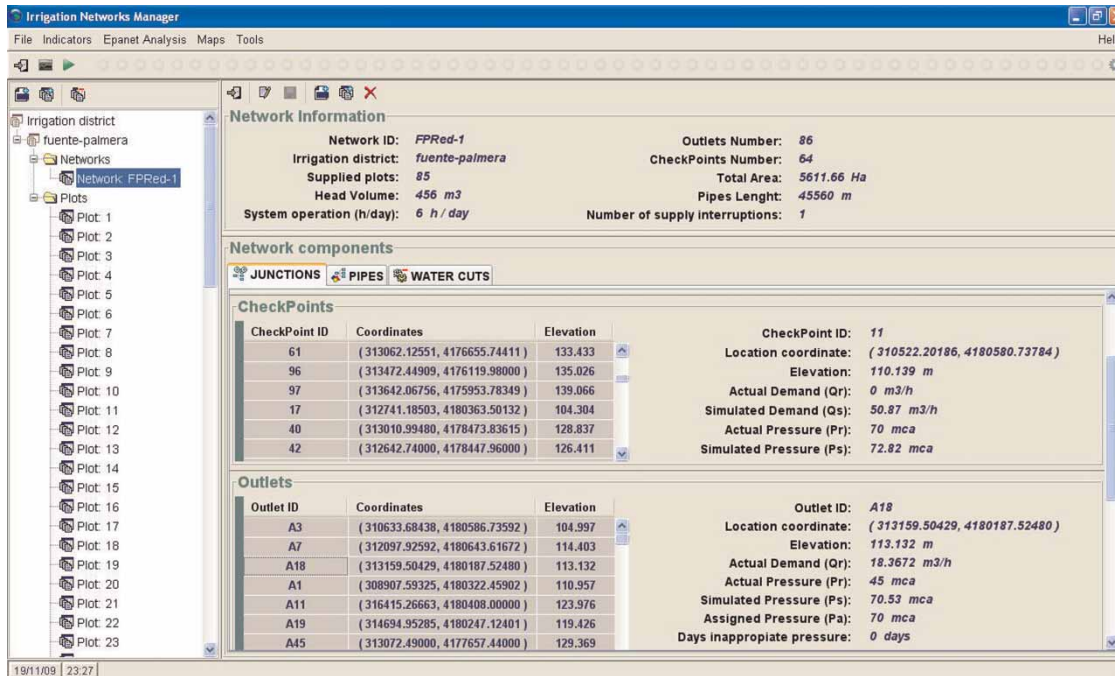 Irrigation Networks Manager
File Indicators Epanet Analysis Maps Tools
Hel
Irrigation district
fuente-palmera
Networks
Network: FPRed-1
Plots
Plot: 1
Plot: 2
Plot: 3
Plot: 4
Plot: 5
Plot: 6
Plot: 7
Plot: 8
Plot: 9
Plot: 10
Plot: 11
Plot: 12
Plot: 13
Plot: 14
Plot: 15
Plot: 16
Plot: 17
Plot: 18
Plot: 19
Plot: 20
Plot: 21
Plot: 22
Plot: 23
Network Information
Network ID: FPRed-1 Outlets Number: 86
Irrigation district: fuente-palmera CheckPoints Number: 64
Supplied plots: 85 Total Area: 5611.66 Ha
Head Volume: 456 m3 Pipes Lenght: 45560 m
System operation (h/day): 6 h / day Number of supply interruptions: 1
Network components
JUNCTIONS PIPES WATER CUTS
CheckPoints
CheckPoint ID Coordinates Elevation
61 ( 313062.12551, 4176655.74411 ) 133.433
96 ( 313472.44909, 4176119.98000 ) 135.026
97 ( 313642.06756, 4175953.78349 ) 139.066
17 ( 312741.18503, 4180363.50132 ) 104.304
40 ( 313010.99480, 4178473.83615 ) 128.837
42 ( 312642.74000, 4178447.96000 ) 126.411
CheckPoint ID: 11
Location coordinate: ( 310522.20186, 4180580.73784 )
Elevation: 110.139 m
Actual Demand (Qr): 0 m3/h
Simulated Demand (Qs): 50.87 m3/h
Actual Pressure (Pr): 70 mca
Simulated Pressure (Ps): 72.82 mca
Outlets
Outlet ID Coordinates Elevation
A3 ( 310633.68438, 4180586.73592 ) 104.997
A7 ( 312097.92592, 4180643.61672 ) 114.403
A18 ( 313159.50429, 4180187.52480 ) 113.132
A1 ( 308907.59325, 4180322.45902 ) 110.957
A11 ( 316415.26663, 4180408.00000 ) 123.976
A19 ( 314694.95285, 4180247.12401 ) 119.426
A45 ( 313072.49000, 4177657.44000 ) 129.369
Outlet ID: A18
Location coordinate: ( 313159.50429, 4180187.52480 )
Elevation: 113.132 m
Actual Demand (Qr): 18.3672 m3/h
Actual Pressure (Pr): 45 mca
Simulated Pressure (Ps): 70.53 mca
Assigned Pressure (Pa): 70 mca
Days inappropiate pressure: 0 days
19/11/09 23:27